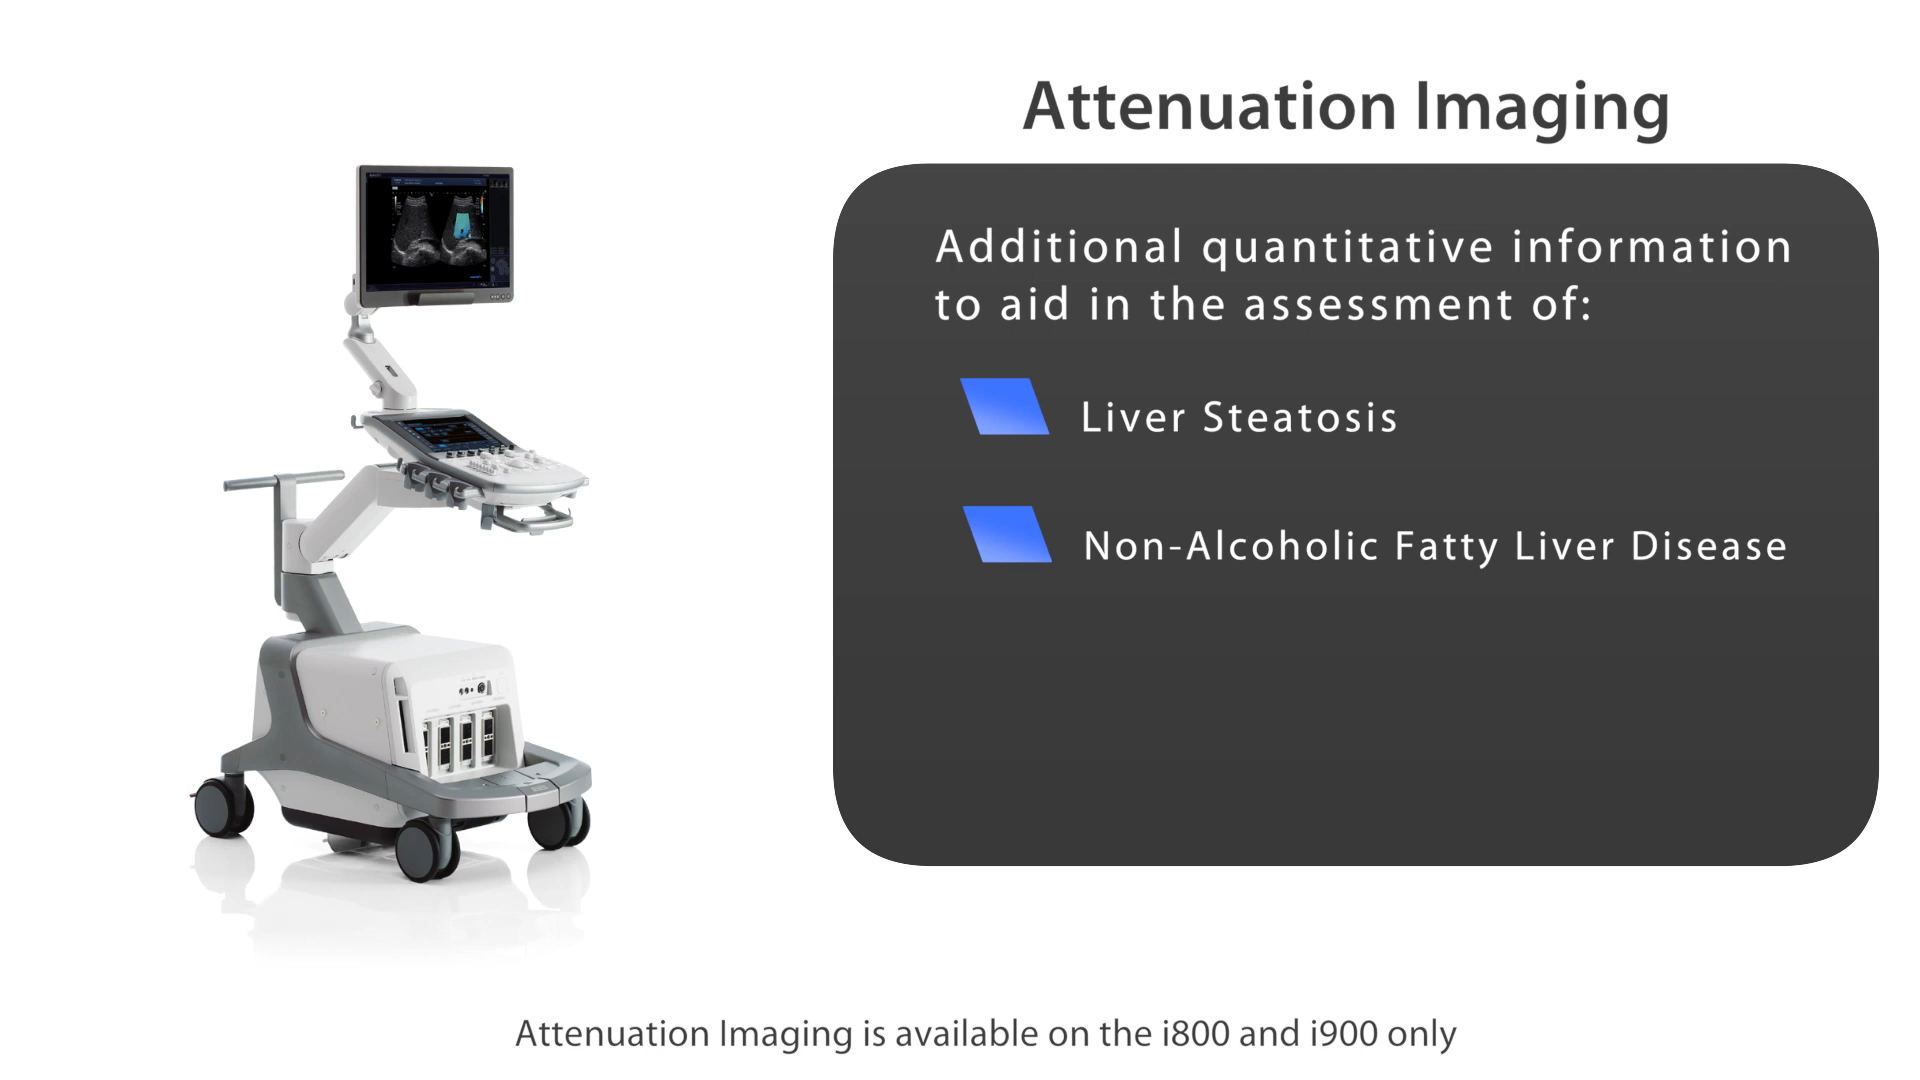 Attenuation Imaging
Additional quantitative information
to aid in the assessment of:
Liver Steatosis
Non-Alcoholic Fatty Liver Disease
Attenuation Imaging is available on the i800 and i900 only